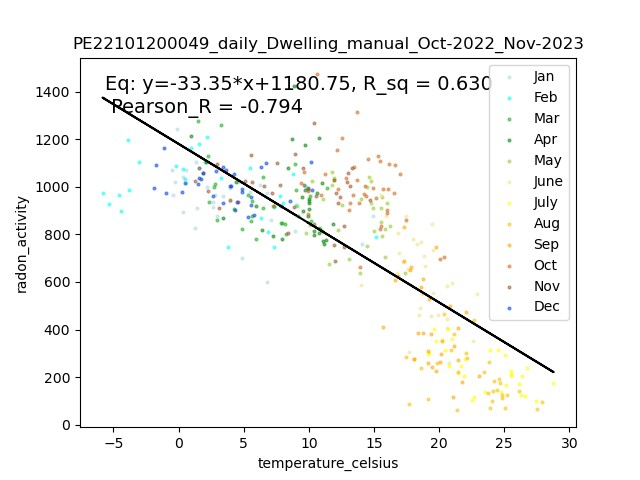 PE22101200049_daily_Dwelling_manual_Oct-2022_Nov-2023
Eq: y=-33.35*x+1180.75, R_sq = 0.630
Pearson_R = -0.794
Jan
Feb
Mar
Apr
May
June
July
Aug
Sep
Oct
Nov
Dec
radon_activity
1400
1200
1000
800
600
400
200
0
−5
0
5
10
15
20
25
30
temperature_celsius